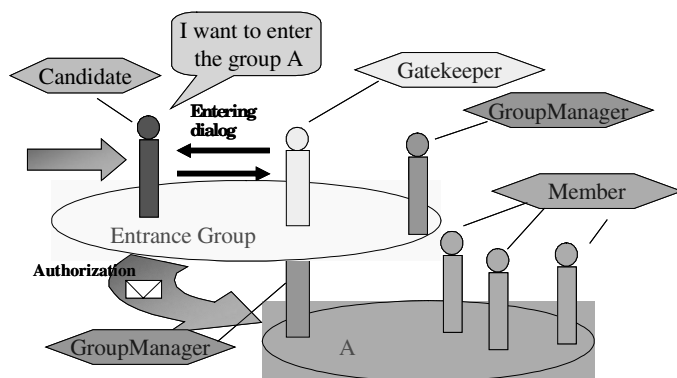 I want to enter
the group A
Candidate
Gatekeeper
Entering
dialog
GroupManager
Member
Entrance Group
Authorization
GroupManager
A